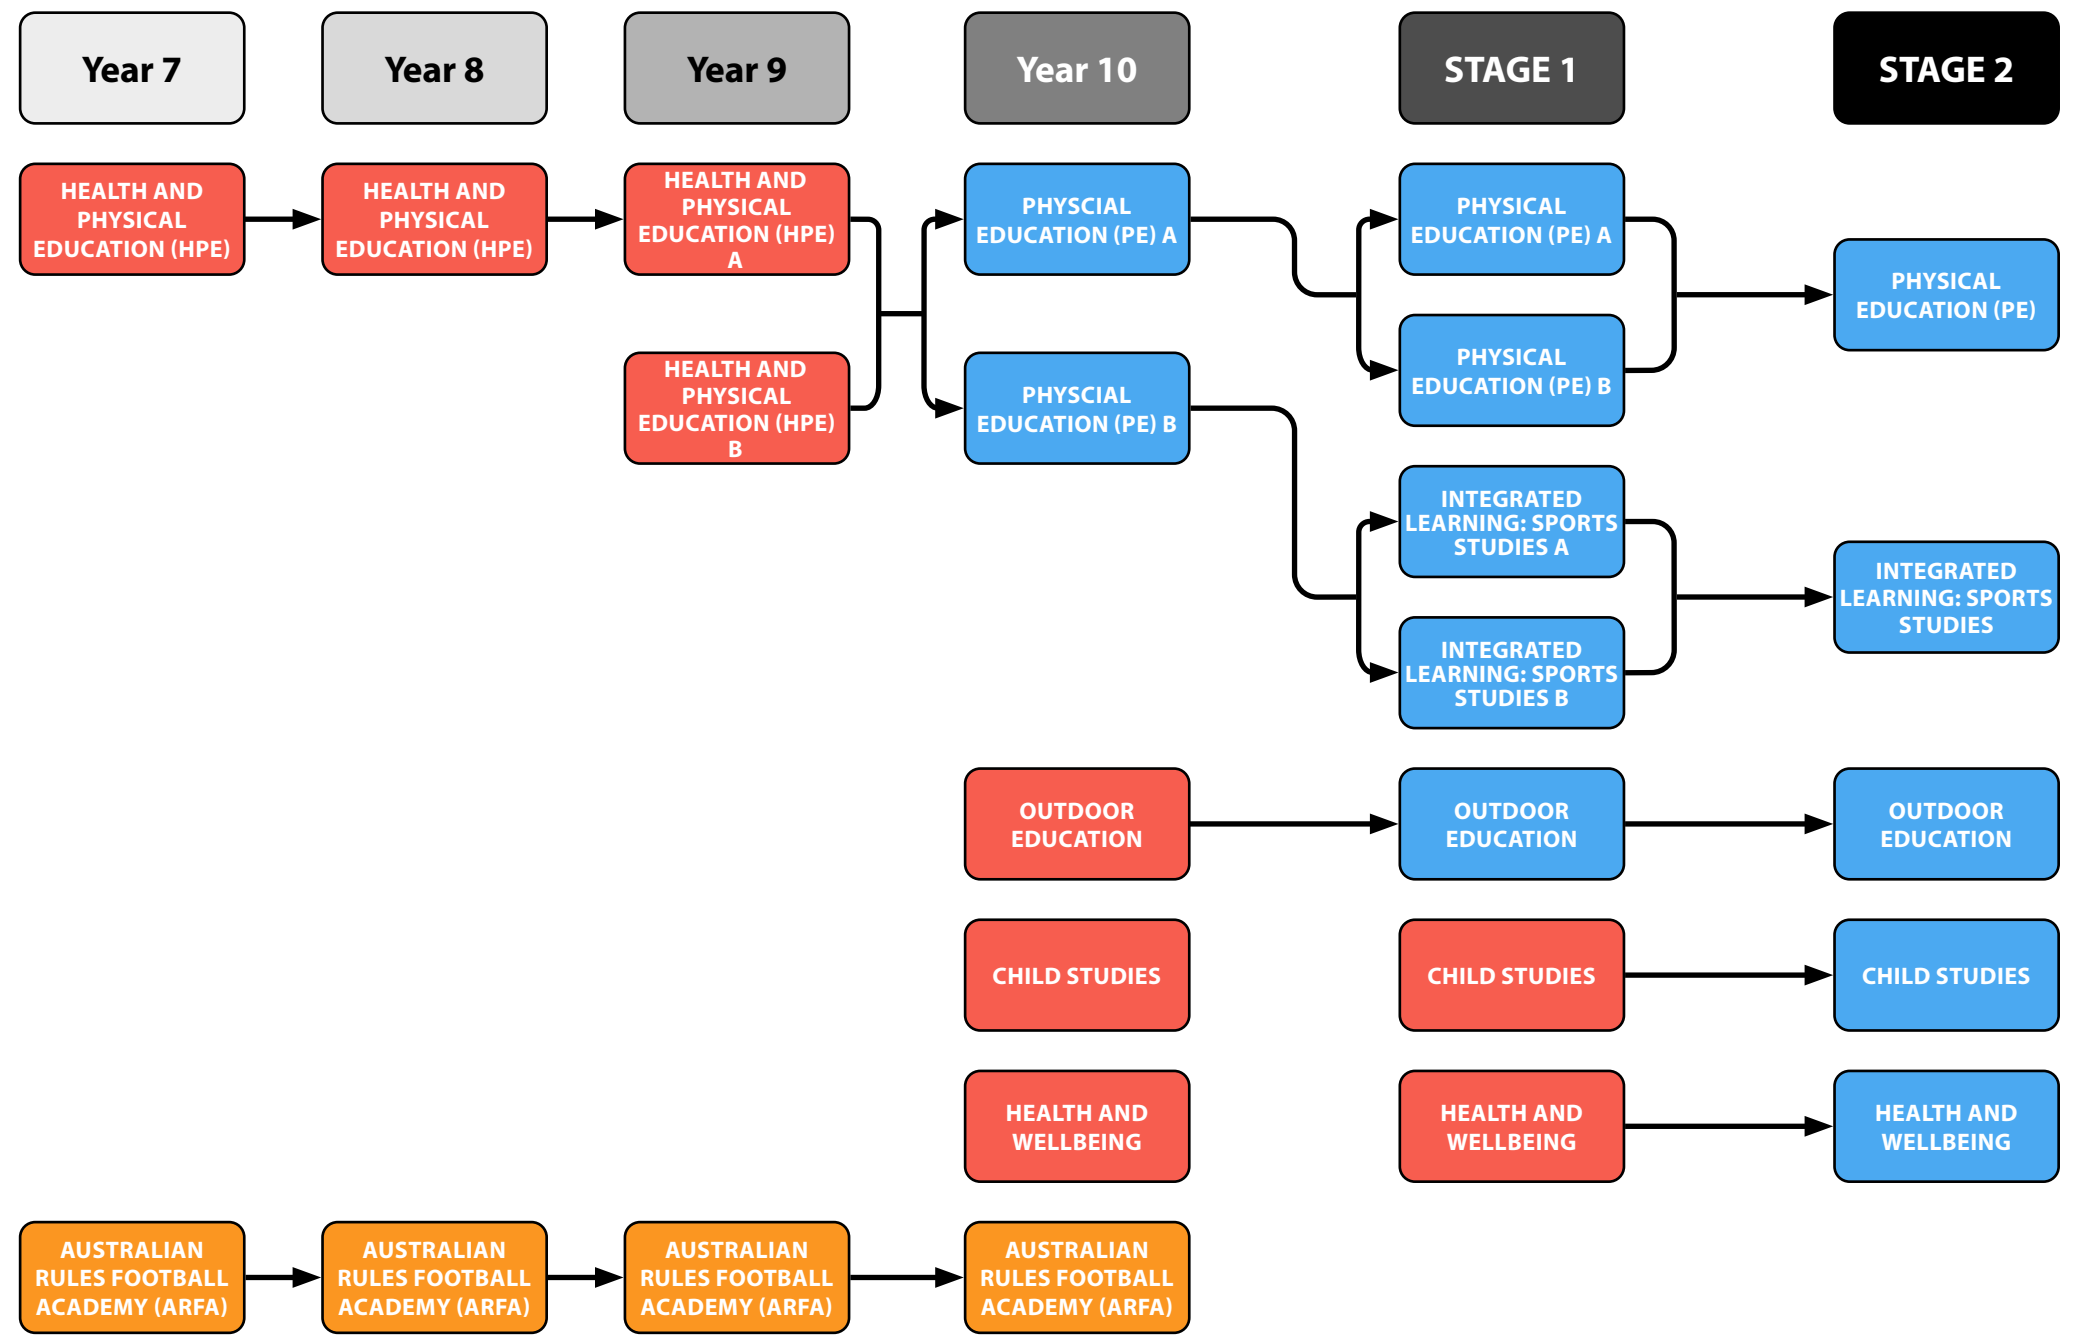 Year 7
Year 8
Year 9
Year 10
STAGE 1
STAGE 2
HEALTH AND
PHYSICAL
EDUCATION (HPE)
HEALTH AND
PHYSICAL
EDUCATION (HPE)
HEALTH AND
PHYSICAL
EDUCATION (HPE)
A
PHYSCIAL
EDUCATION (PE) A
PHYSICAL
EDUCATION (PE) A
PHYSICAL
EDUCATION (PE)
HEALTH AND
PHYSICAL
EDUCATION (HPE)
B
PHYSCIAL
EDUCATION (PE) B
PHYSICAL
EDUCATION (PE) B
INTEGRATED
LEARNING: SPORTS
STUDIES A
INTEGRATED
LEARNING: SPORTS
STUDIES
INTEGRATED
LEARNING: SPORTS
STUDIES B
OUTDOOR
EDUCATION
OUTDOOR
EDUCATION
OUTDOOR
EDUCATION
CHILD STUDIES
CHILD STUDIES
CHILD STUDIES
HEALTH AND
WELLBEING
HEALTH AND
WELLBEING
HEALTH AND
WELLBEING
AUSTRALIAN
RULES FOOTBALL
ACADEMY (ARFA)
AUSTRALIAN
RULES FOOTBALL
ACADEMY (ARFA)
AUSTRALIAN
RULES FOOTBALL
ACADEMY (ARFA)
AUSTRALIAN
RULES FOOTBALL
ACADEMY (ARFA)